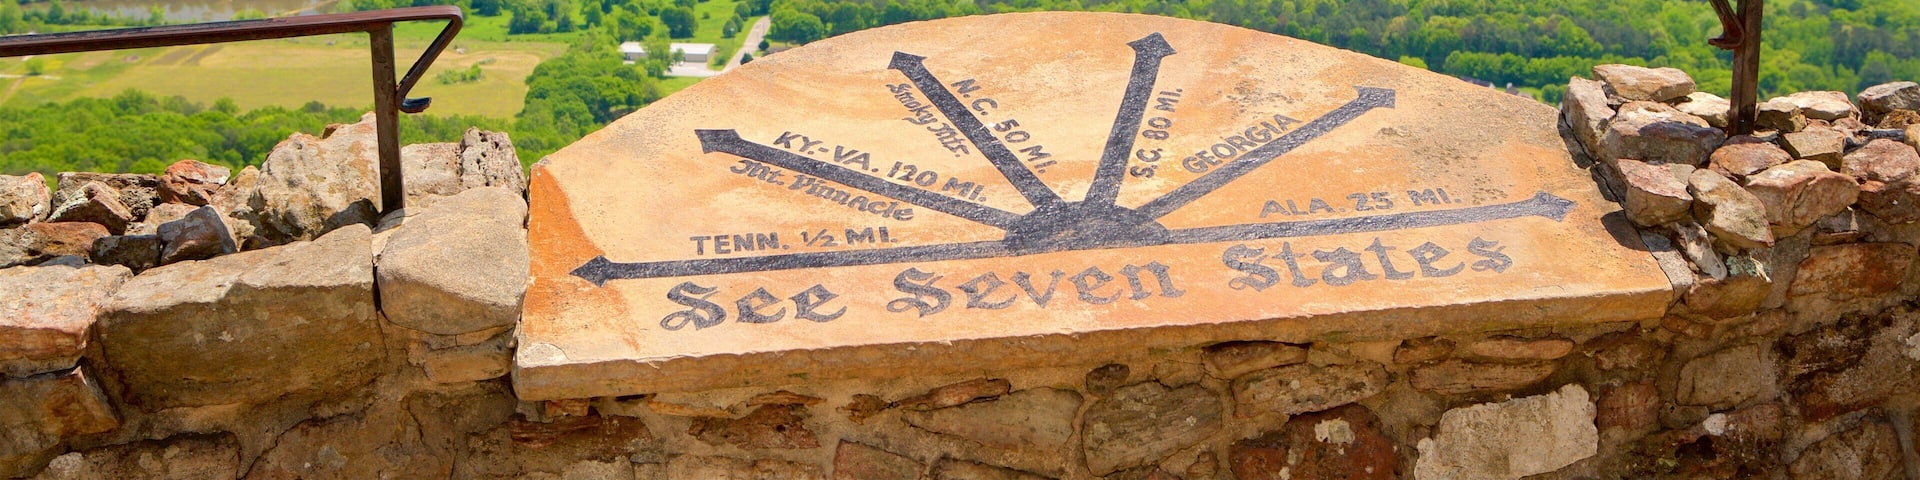 TENN. ½ MI.
KY.-VA. 120 MI.
Mt. Pinnacle
N.C. 50 MI.
Smoky Mts.
S.C. 80 MI.
GEORGIA
ALA. 25 MI.
See Seven States